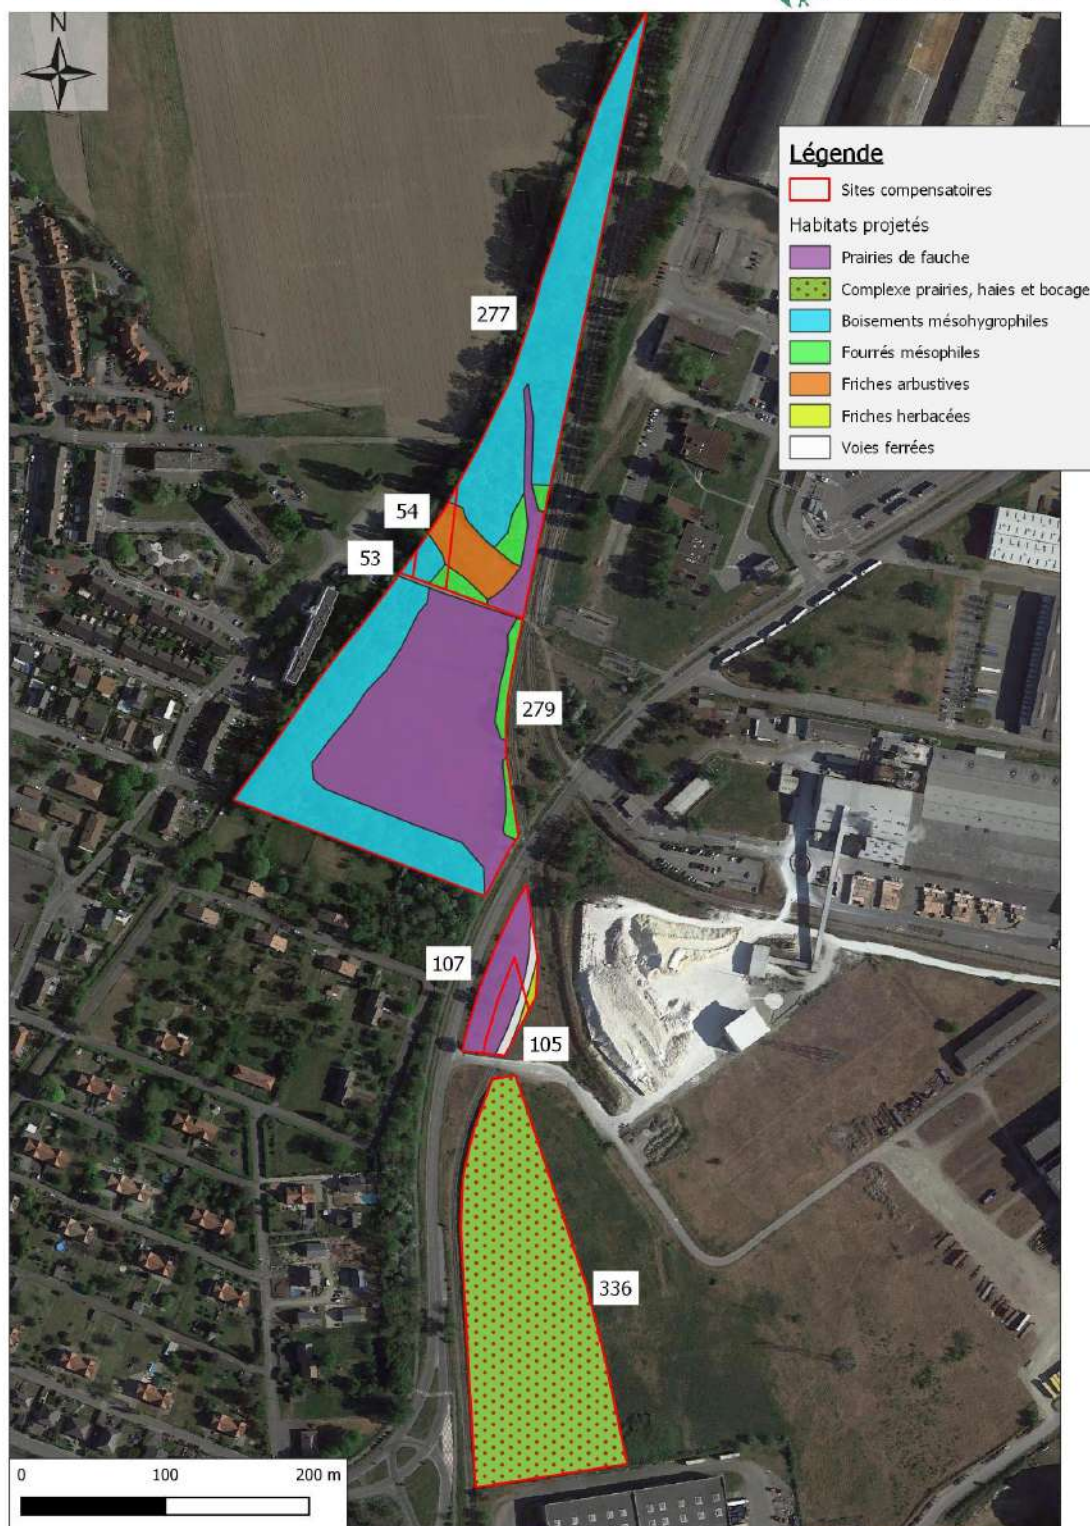 N
Légende
Sites compensatoires
Habitats projetés
Prairies de fauche
Complexe prairies, haies et bocage
Boisements mésohygrophiles
Fourrés mésophiles
Friches arbustives
Friches herbacées
Voies ferrées
277
54
53
279
107
105
336
0 100 200 m